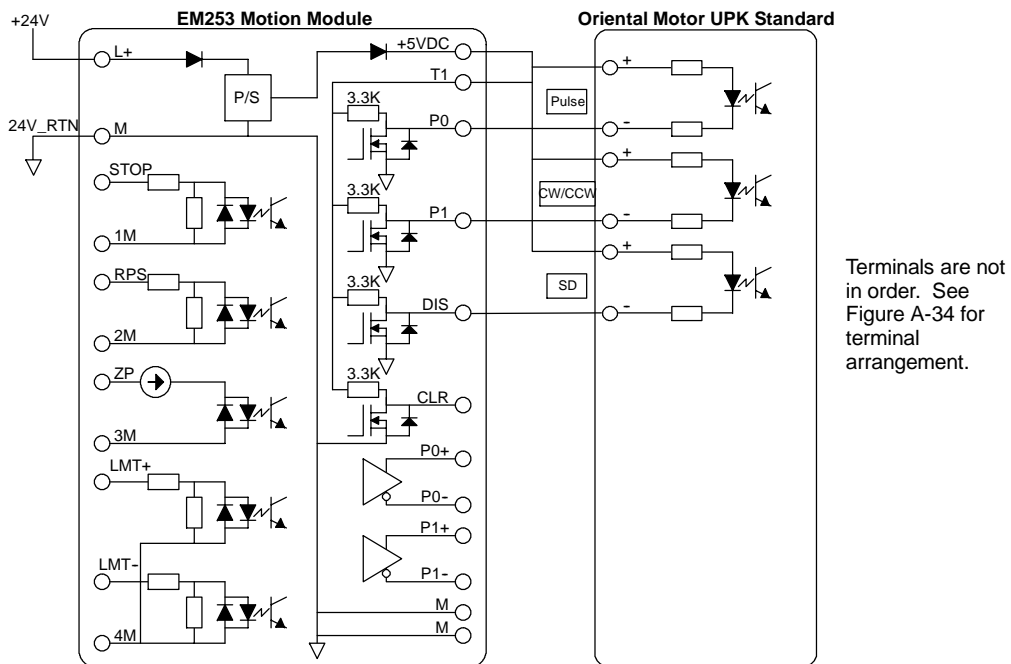 EM253 Motion Module
Oriental Motor UPK Standard
+24V
L+
P/S
24V_RTN
M
STOP
1M
RPS
2M
ZP
3M
LMT+
LMT-
4M
+5VDC
T1
3.3K
P0
3.3K
P1
3.3K
DIS
3.3K
CLR
P0+
P0-
P1+
P1-
M
M
+
Pulse
-
+
CW/CCW
-
+
SD
-
Terminals are not
in order. See
Figure A-34 for
terminal
arrangement.